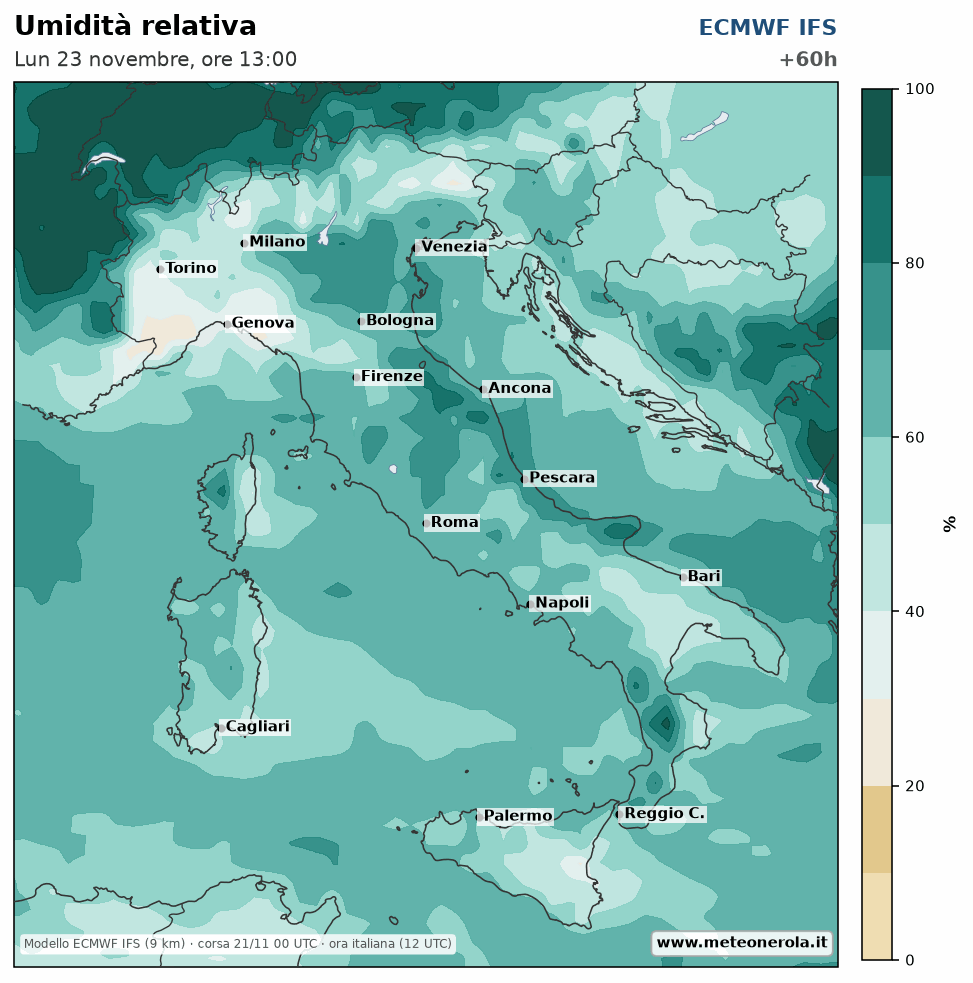 Umidità relativa
ECMWF IFS
Lun 23 novembre, ore 13:00
+60h
100
80
60
40
20
0
%
Milano
Venezia
Torino
Genova
Bologna
Firenze
Ancona
Pescara
Roma
Bari
Napoli
Cagliari
Palermo
Reggio C.
Modello ECMWF IFS (9 km) · corsa 21/11 00 UTC · ora italiana (12 UTC)
www.meteonerola.it